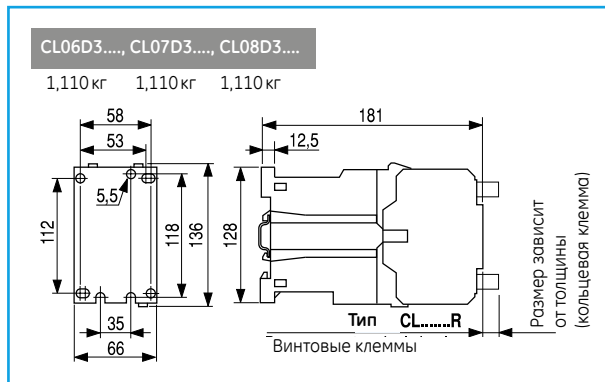 CL06D3...., CL07D3...., CL08D3....
1,110 кг 1,110 кг 1,110 кг
58
53
5,5
112
118
136
35
66
181
12,5
128
Тип CL......R
Винтовые клеммы
Размер зависит
от толщины
(кольцевая клемма)